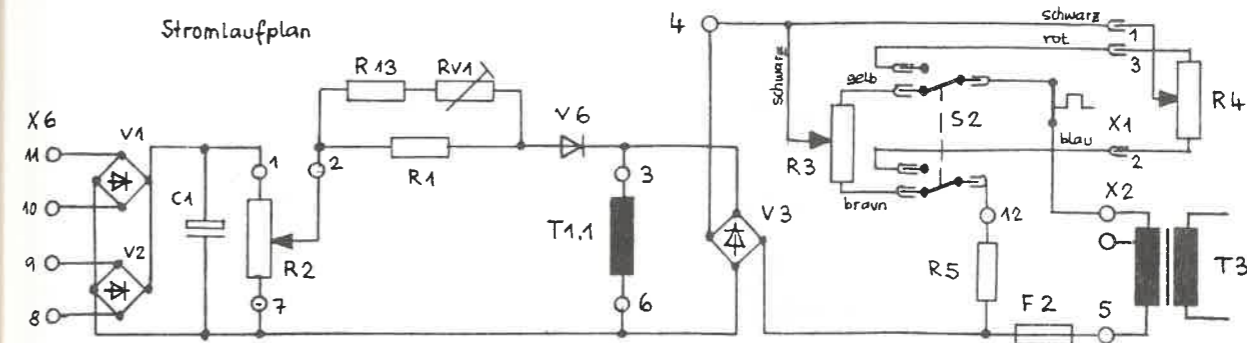 Stromlaufplan
4
schwarz
1
rot
3
R13
RV1
schwarz
gelb
R4
X6
V1
V6
S2
X1
11
1
2
R1
R3
blau
2
10
C1
3
braun
X2
V2
T1.1
V3
12
9
R2
R5
T3
8
7
6
F2
5